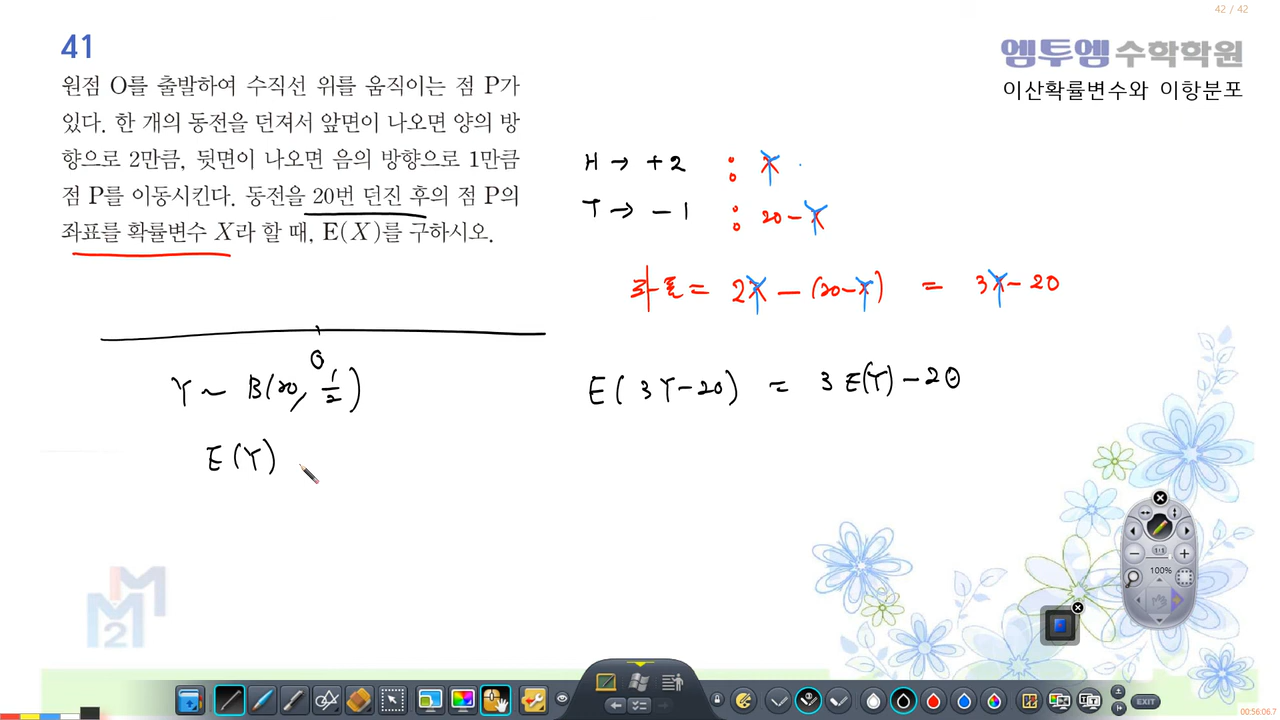 42 / 42
41
엠투엠수학학원
이산확률변수와 이항분포
원점 O를 출발하여 수직선 위를 움직이는 점 P가
있다. 한 개의 동전을 던져서 앞면이 나오면 양의 방
향으로 2만큼, 뒷면이 나오면 음의 방향으로 1만큼
점 P를 이동시킨다. 동전을 20번 던진 후의 점 P의
좌표를 확률변수 X라 할 때, E(X)를 구하시오.
H → +2 : Y
T → −1 : 20−Y
좌표 = 2Y − (20−Y) = 3Y − 20
0
Y ~ B(20, 1/2)
E(3Y−20) = 3E(Y) − 20
E(Y)
M2M
100%
1:1
EXIT
00:56:06.7